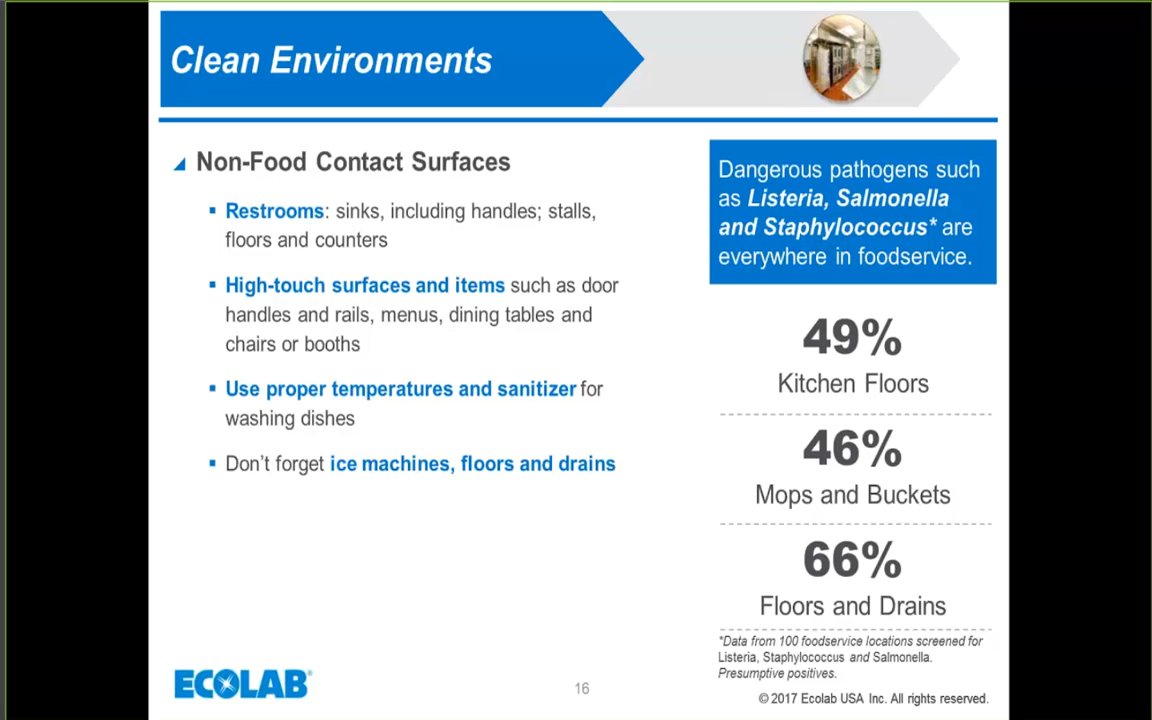 Clean Environments
Non-Food Contact Surfaces
Restrooms: sinks, including handles; stalls,
floors and counters
High-touch surfaces and items such as door
handles and rails, menus, dining tables and
chairs or booths
Use proper temperatures and sanitizer for
washing dishes
Don’t forget ice machines, floors and drains
Dangerous pathogens such
as Listeria, Salmonella
and Staphylococcus* are
everywhere in foodservice.
49%
Kitchen Floors
46%
Mops and Buckets
66%
Floors and Drains
*Data from 100 foodservice locations screened for
Listeria, Staphylococcus and Salmonella.
Presumptive positives.
ECOLAB®
16
© 2017 Ecolab USA Inc. All rights reserved.